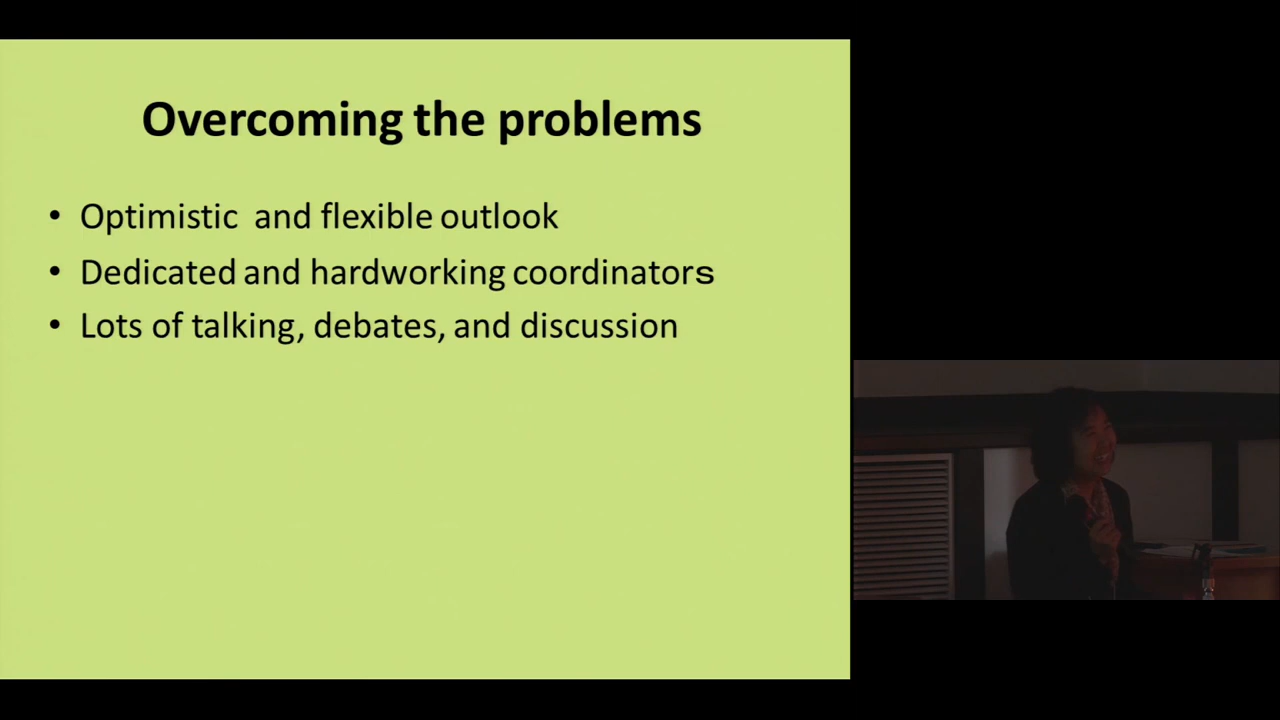 Overcoming the problems
• Optimistic and flexible outlook
• Dedicated and hardworking coordinators
• Lots of talking, debates, and discussion